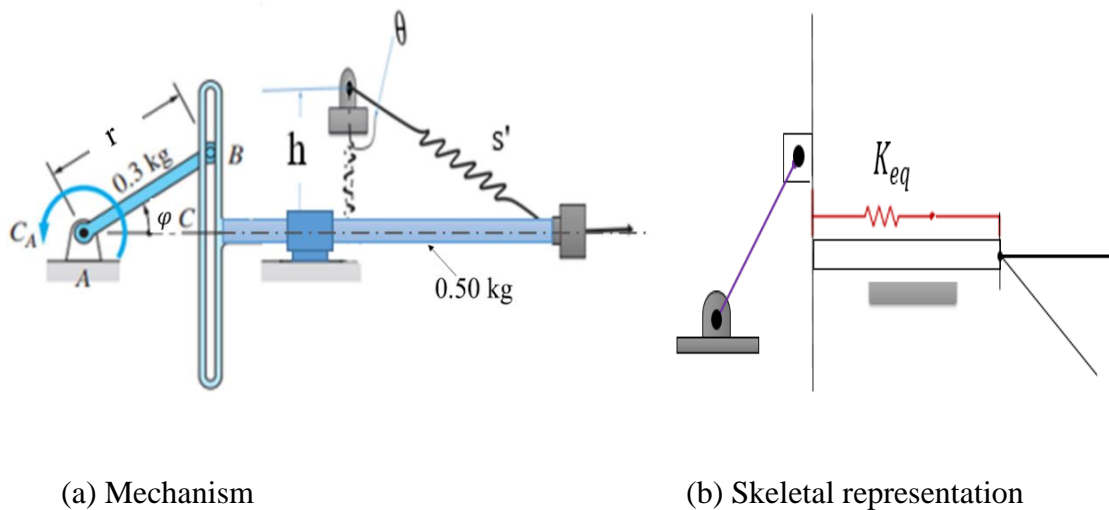 θ
r
h
s'
0.3 kg
B
φ
C
C_A
A
0.50 kg
K_eq
(a) Mechanism
(b) Skeletal representation